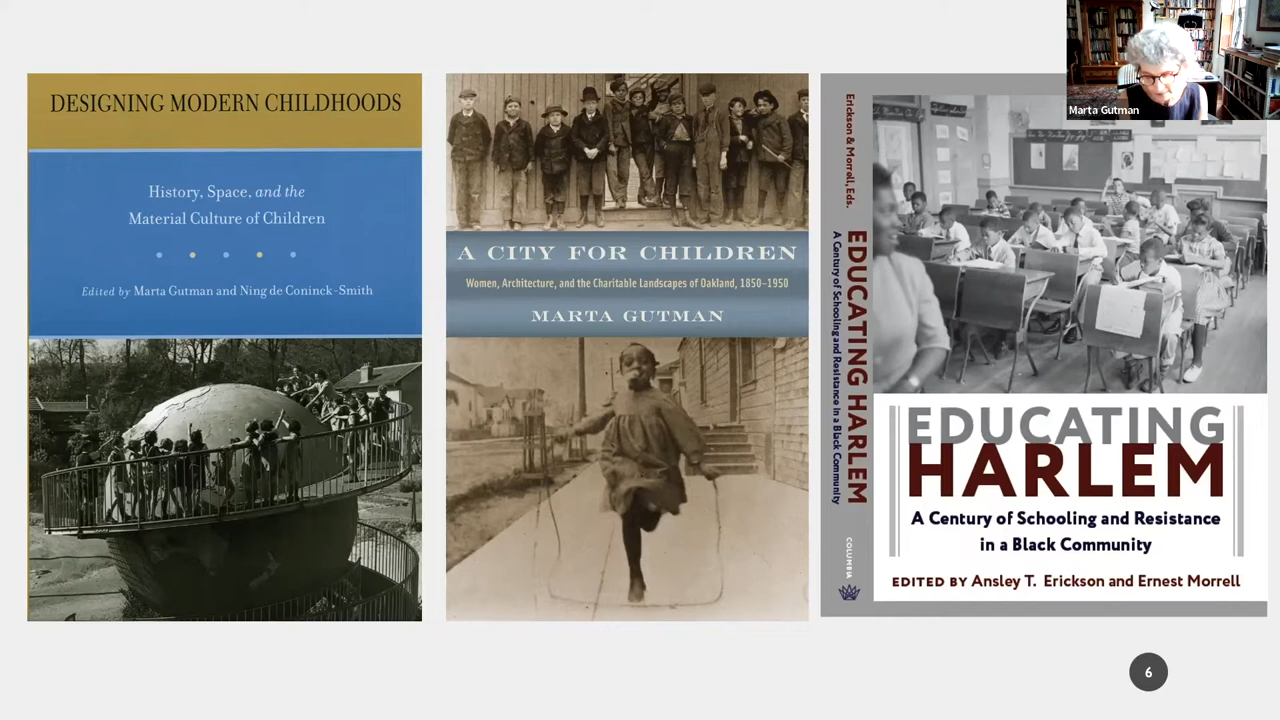 DESIGNING MODERN CHILDHOODS
History, Space, and the
Material Culture of Children
Edited by Marta Gutman and Ning de Coninck-Smith
A CITY FOR CHILDREN
Women, Architecture, and the Charitable Landscapes of Oakland, 1850–1950
MARTA GUTMAN
Erickson & Morrell, Eds.
EDUCATING HARLEM
A Century of Schooling and Resistance in a Black Community
COLUMBIA
EDUCATING
HARLEM
A Century of Schooling and Resistance
in a Black Community
EDITED BY Ansley T. Erickson and Ernest Morrell
Marta Gutman
6